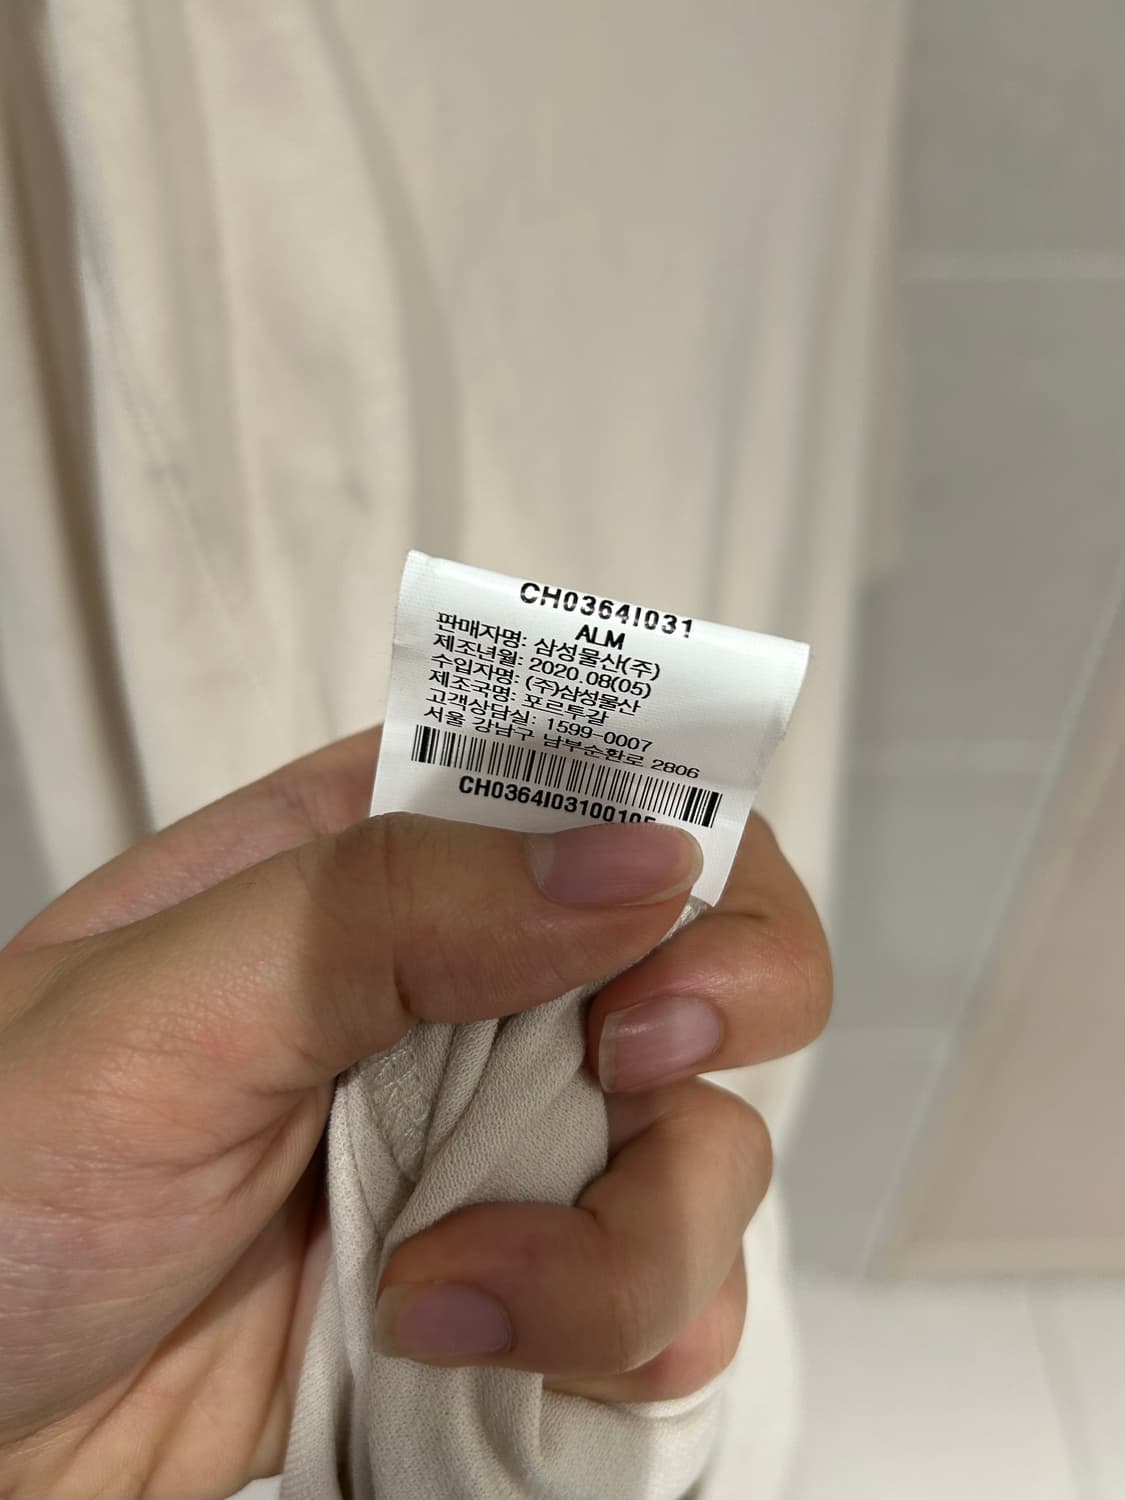 CH0364I031
ALM
판매자명: 삼성물산(주)
제조년월: 2020.08(05)
수입자명: (주)삼성물산
제조국명: 포르투갈
고객상담실: 1599-0007
서울 강남구 남부순환로 2806
CH0364I03100105